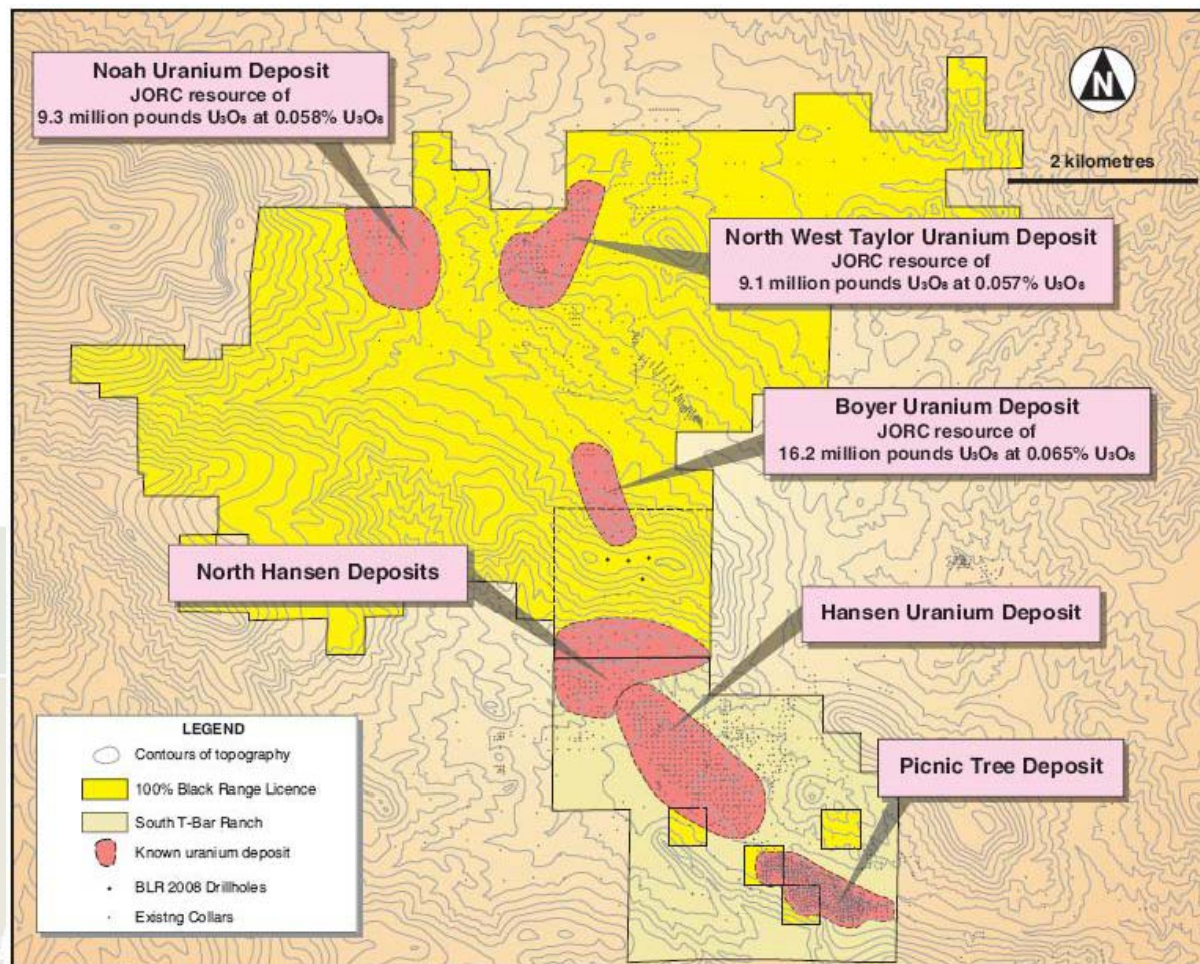 Noah Uranium Deposit
JORC resource of
9.3 million pounds U₃O₈ at 0.058% U₃O₈
N
2 kilometres
North West Taylor Uranium Deposit
JORC resource of
9.1 million pounds U₃O₈ at 0.057% U₃O₈
Boyer Uranium Deposit
JORC resource of
16.2 million pounds U₃O₈ at 0.065% U₃O₈
North Hansen Deposits
Hansen Uranium Deposit
Picnic Tree Deposit
LEGEND
Contours of topography
100% Black Range Licence
South T-Bar Ranch
Known uranium deposit
BLR 2008 Drillholes
Existng Collars